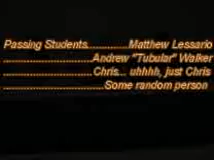 Passing Students..............Matthew Lessario
..............................Andrew "Tubular" Walker
..............................Chris... uhhhh, just Chris
..................................Some random person